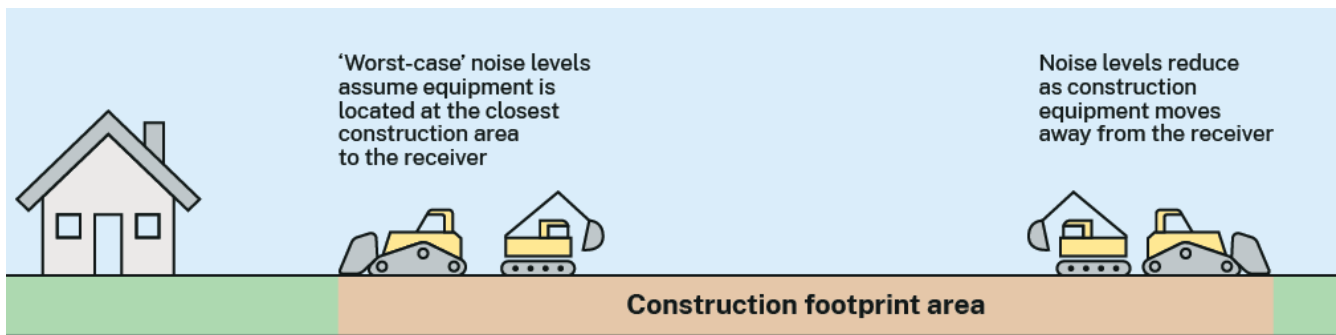 ‘Worst-case’ noise levels
assume equipment is
located at the closest
construction area
to the receiver
Noise levels reduce
as construction
equipment moves
away from the receiver
Construction footprint area